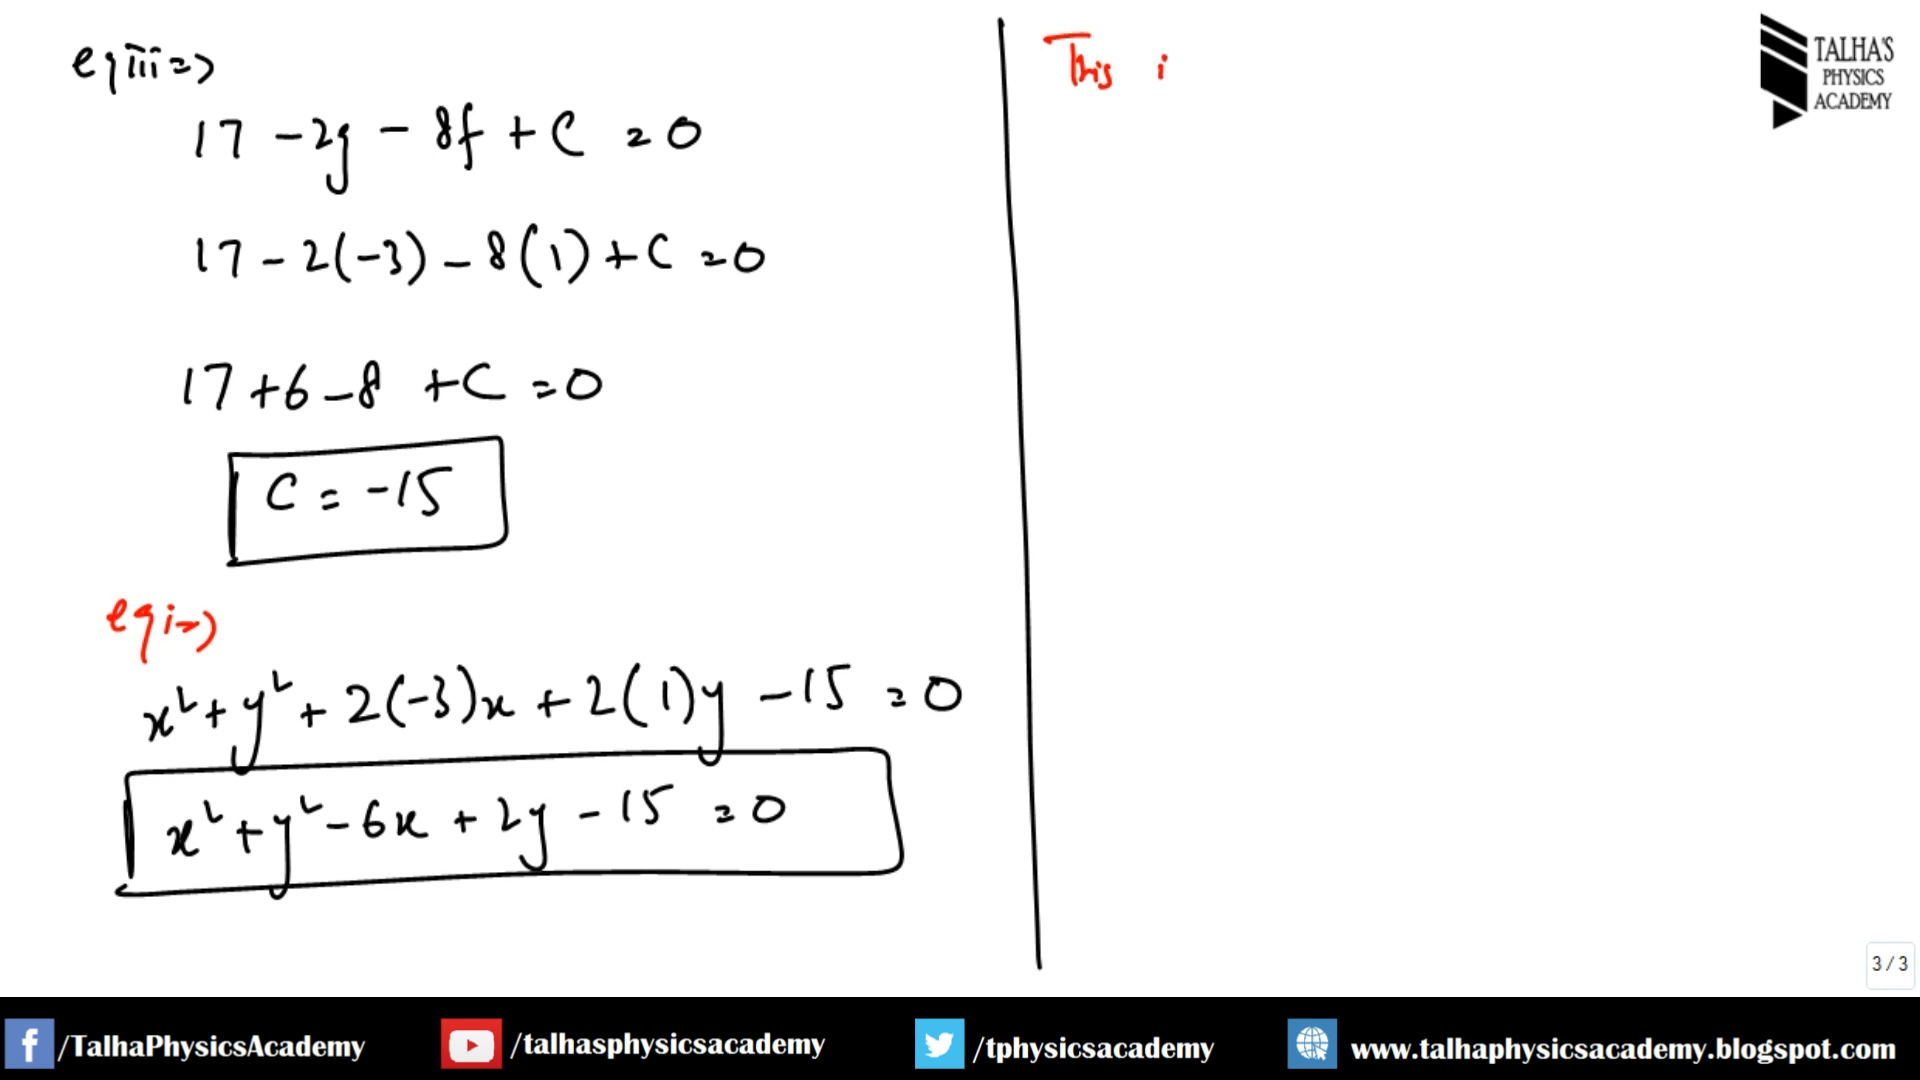 eq iii =>
17 - 2g - 8f + C = 0
17 - 2(-3) - 8(1) + C = 0
17 + 6 - 8 + C = 0
C = -15
eq i =>
x² + y² + 2(-3)x + 2(1)y - 15 = 0
x² + y² - 6x + 2y - 15 = 0
This i
TALHA'S
PHYSICS
ACADEMY
3 / 3
/TalhaPhysicsAcademy
/talhasphysicsacademy
/tphysicsacademy
www.talhaphysicsacademy.blogspot.com